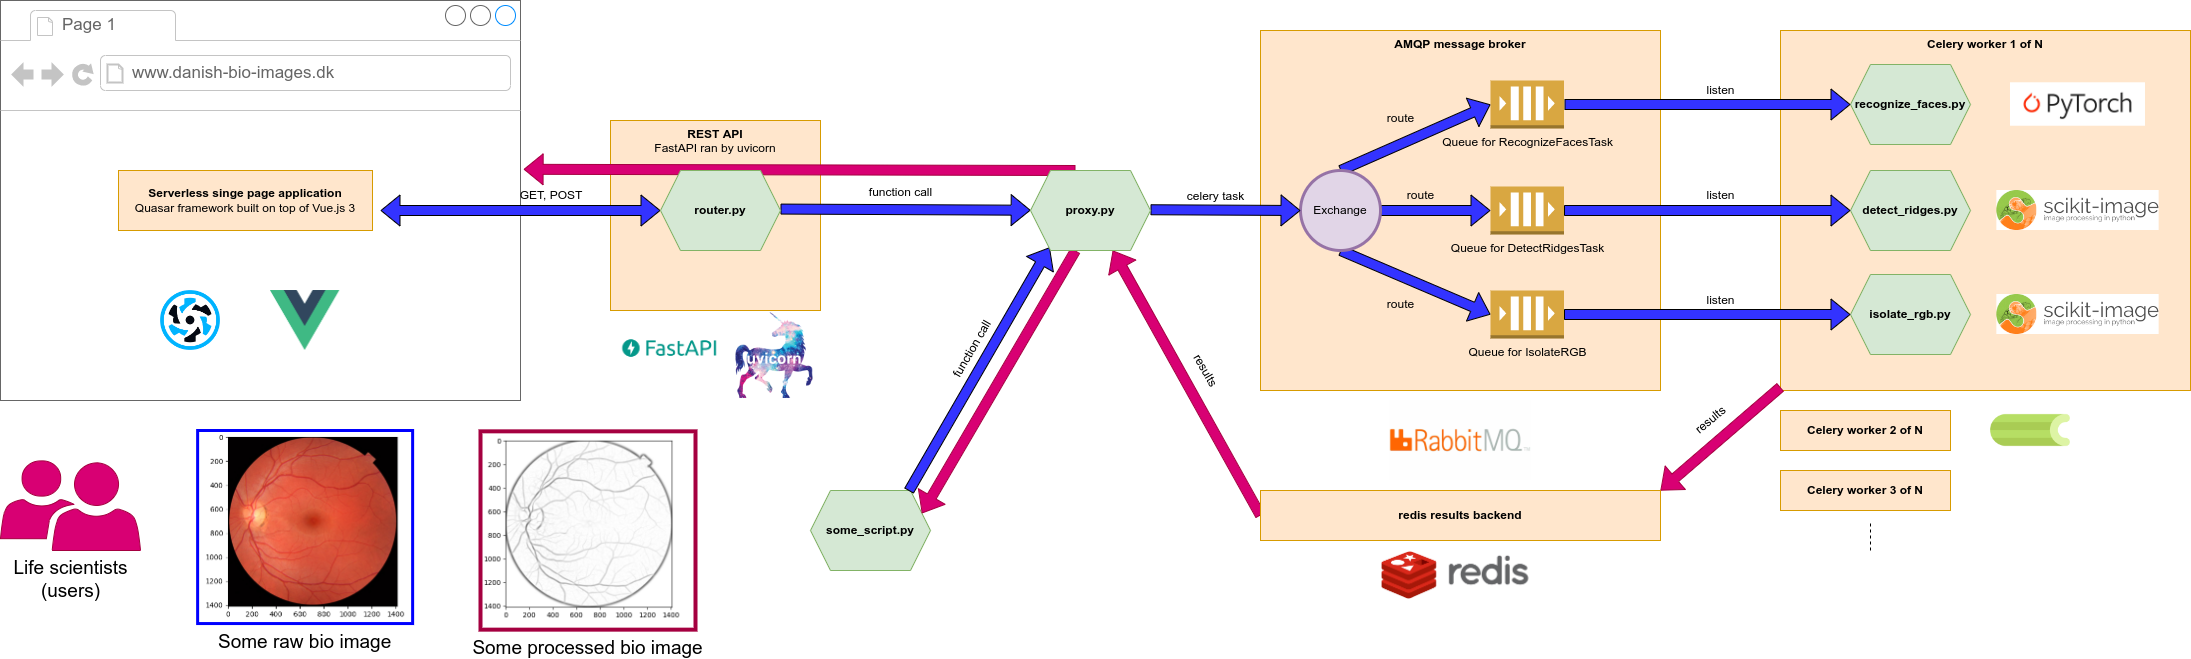 Page 1
www.danish-bio-images.dk
Serverless singe page application
Quasar framework built on top of Vue.js 3
GET, POST
REST API
FastAPI ran by uvicorn
router.py
FastAPI
uvicorn
function call
proxy.py
function call
some_script.py
celery task
results
AMQP message broker
Exchange
route
Queue for RecognizeFacesTask
route
Queue for DetectRidgesTask
route
Queue for IsolateRGB
RabbitMQ
listen
listen
listen
Celery worker 1 of N
recognize_faces.py
PyTorch
detect_ridges.py
scikit-image
image processing in python
isolate_rgb.py
scikit-image
image processing in python
results
Celery worker 2 of N
Celery worker 3 of N
redis results backend
redis
Life scientists
(users)
0
200
400
600
800
1000
1200
1400
0 200 400 600 800 1000 1200 1400
Some raw bio image
0
200
400
600
800
1000
1200
1400
0 200 400 600 800 1000 1200 1400
Some processed bio image